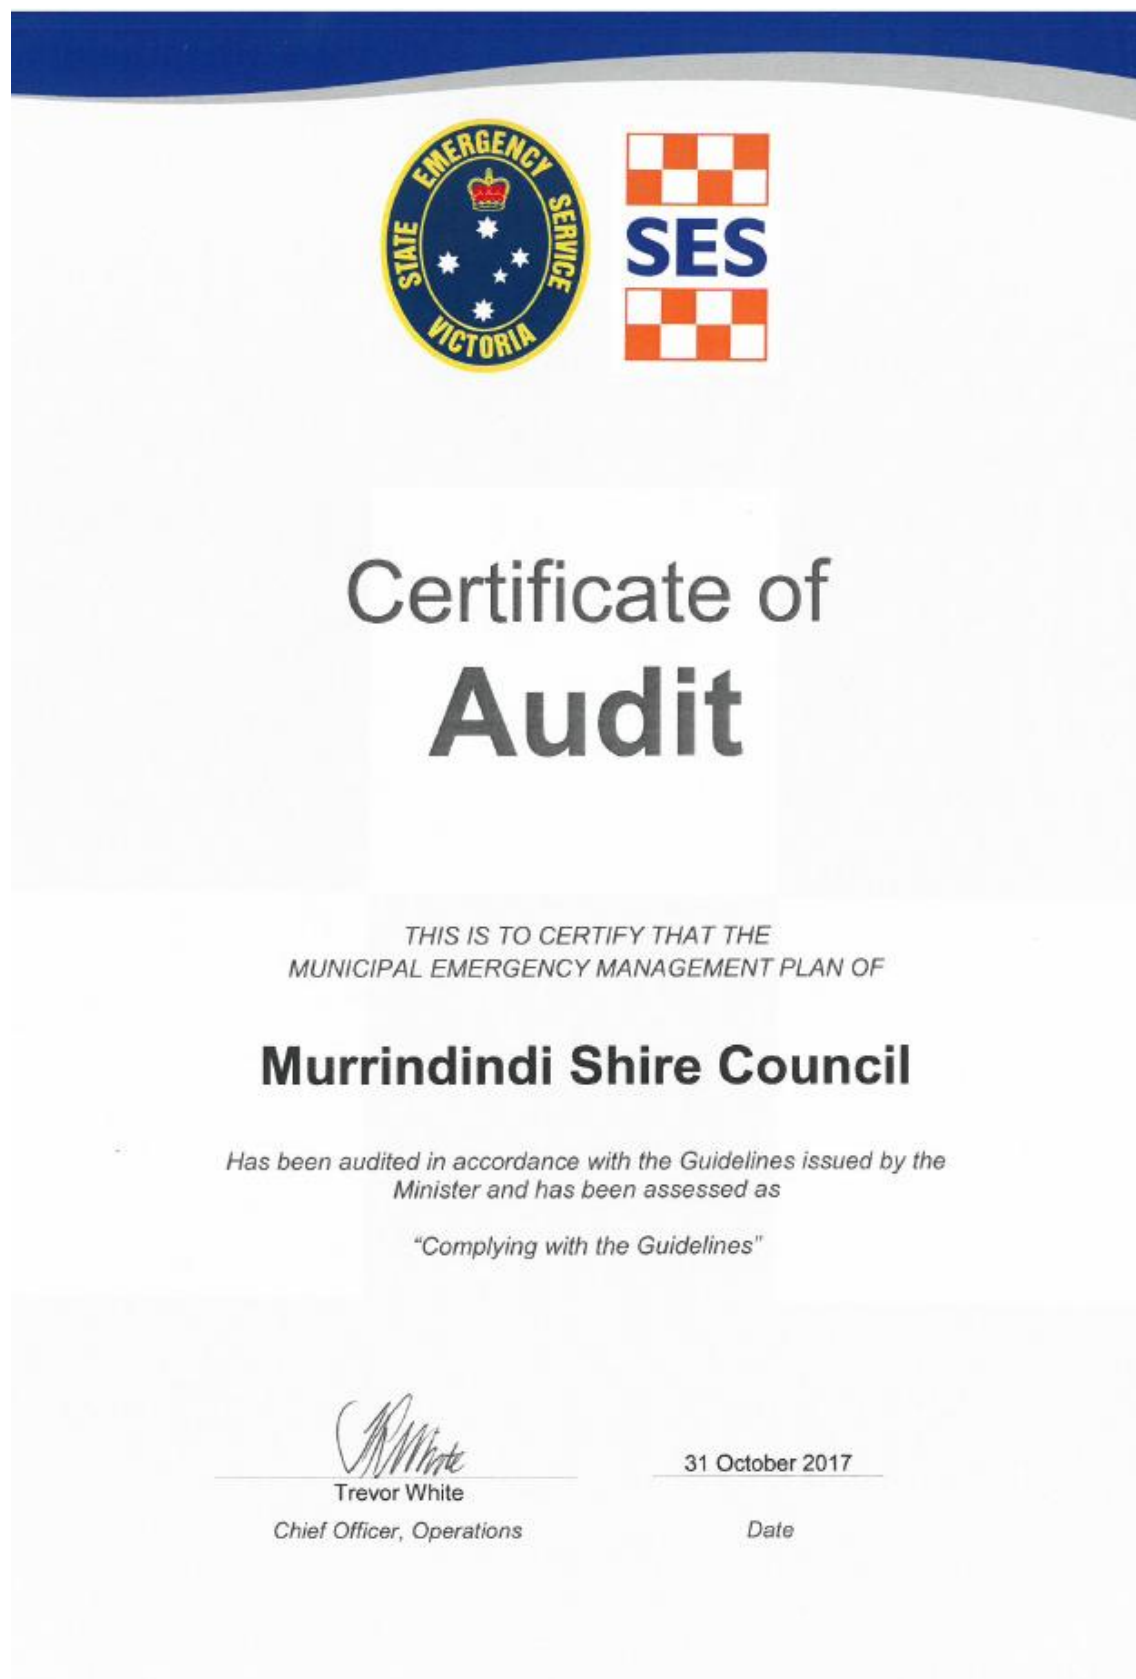 STATE EMERGENCY SERVICE
VICTORIA
SES
Certificate of
Audit
THIS IS TO CERTIFY THAT THE
MUNICIPAL EMERGENCY MANAGEMENT PLAN OF
Murrindindi Shire Council
Has been audited in accordance with the Guidelines issued by the
Minister and has been assessed as
“Complying with the Guidelines”
TRWhite
31 October 2017
Trevor White
Chief Officer, Operations
Date